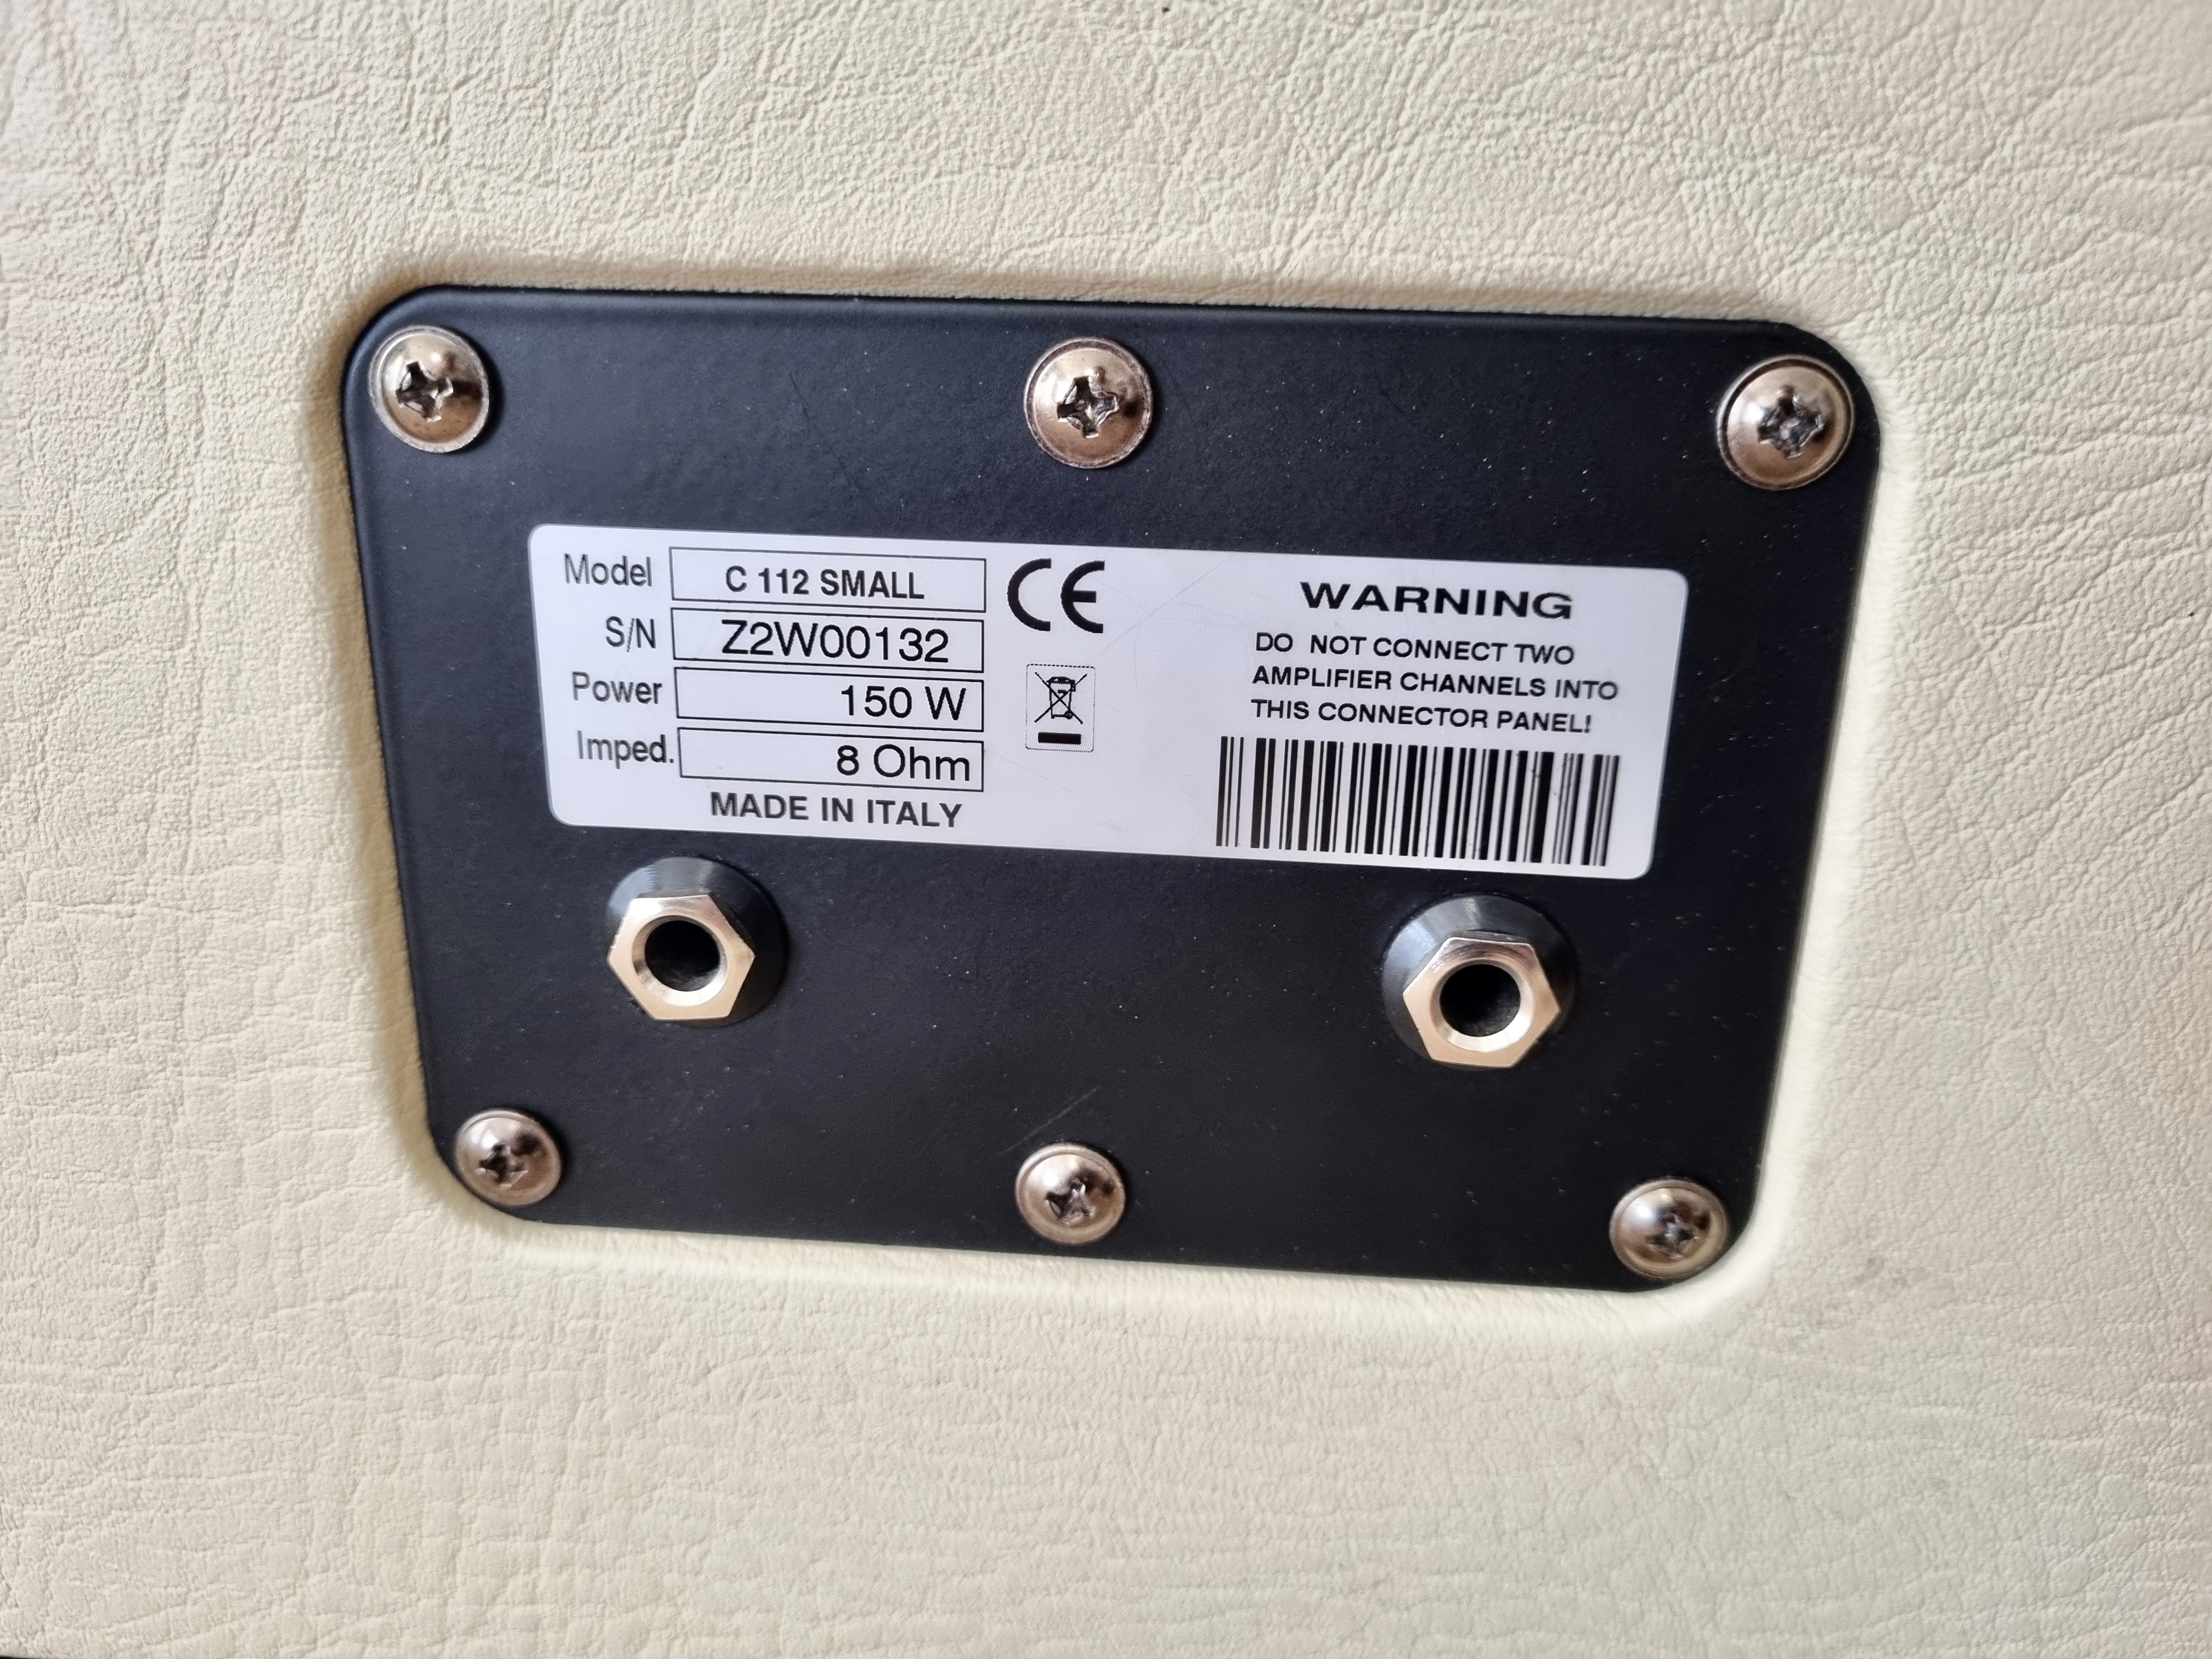 Model C 112 SMALL
S/N Z2W00132
Power 150 W
Imped. 8 Ohm
MADE IN ITALY
CE
WARNING
DO NOT CONNECT TWO
AMPLIFIER CHANNELS INTO
THIS CONNECTOR PANEL!